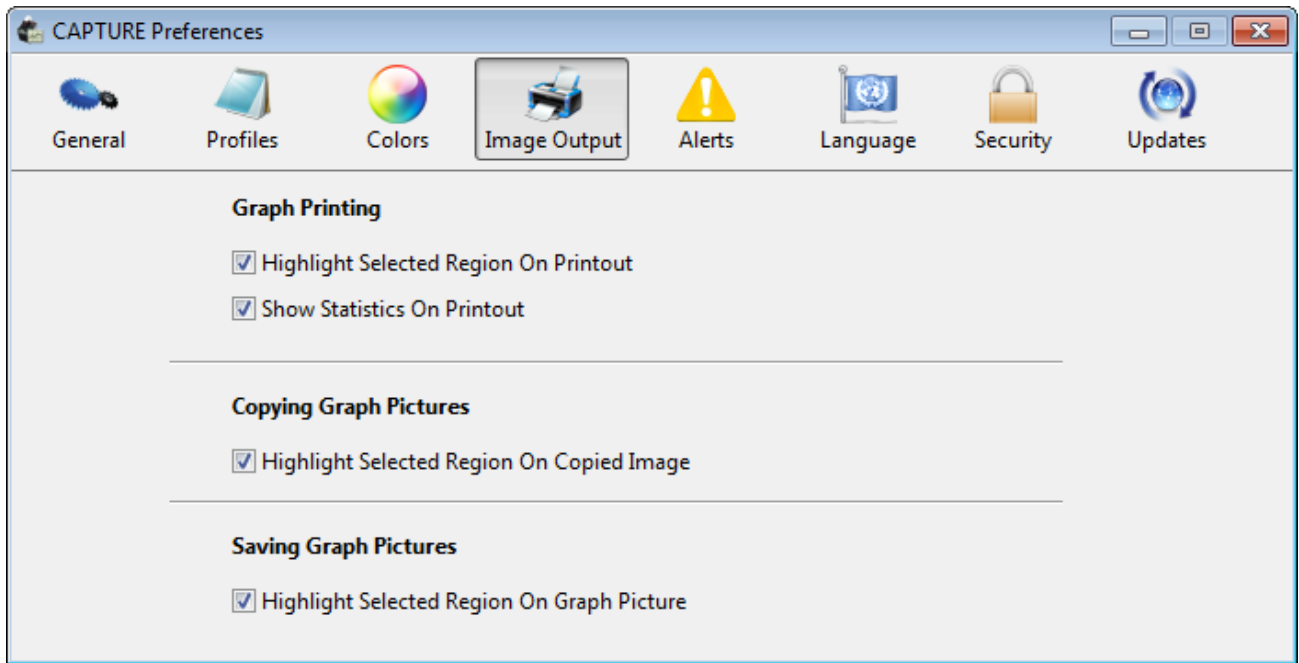 CAPTURE Preferences
General Profiles Colors Image Output Alerts Language Security Updates
Graph Printing
Highlight Selected Region On Printout
Show Statistics On Printout
Copying Graph Pictures
Highlight Selected Region On Copied Image
Saving Graph Pictures
Highlight Selected Region On Graph Picture